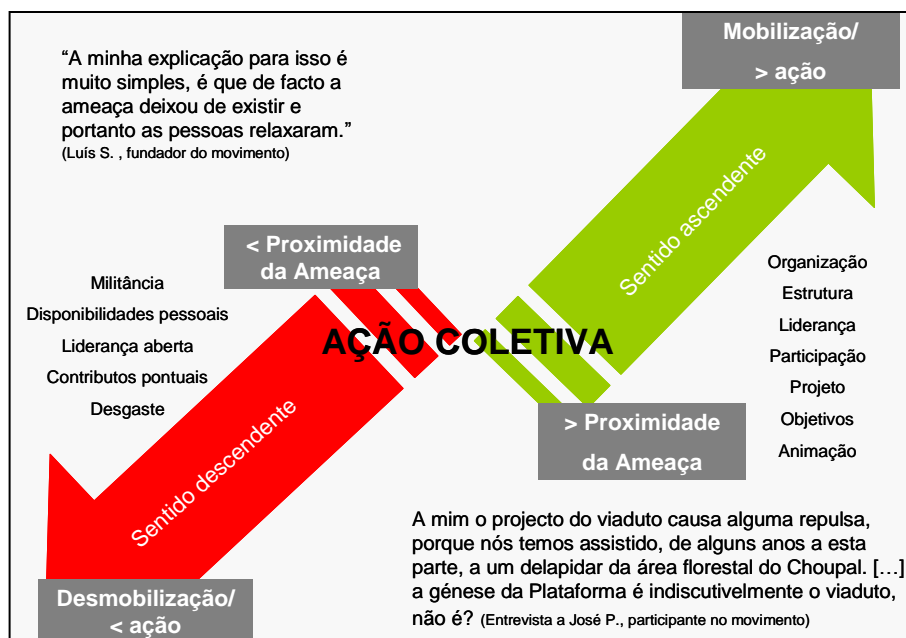 Mobilização/
> ação
“A minha explicação para isso é
muito simples, é que de facto a
ameaça deixou de existir e
portanto as pessoas relaxaram.”
(Luís S. , fundador do movimento)
Sentido ascendente
< Proximidade
da Ameaça
Militância
Disponibilidades pessoais
Liderança aberta
Contributos pontuais
Desgaste
AÇÃO COLETIVA
Organização
Estrutura
Liderança
Participação
Projeto
Objetivos
Animação
> Proximidade
da Ameaça
Sentido descendente
A mim o projecto do viaduto causa alguma repulsa,
porque nós temos assistido, de alguns anos a esta
parte, a um delapidar da área florestal do Choupal. […]
a génese da Plataforma é indiscutivelmente o viaduto,
não é? (Entrevista a José P., participante no movimento)
Desmobilização/
< ação